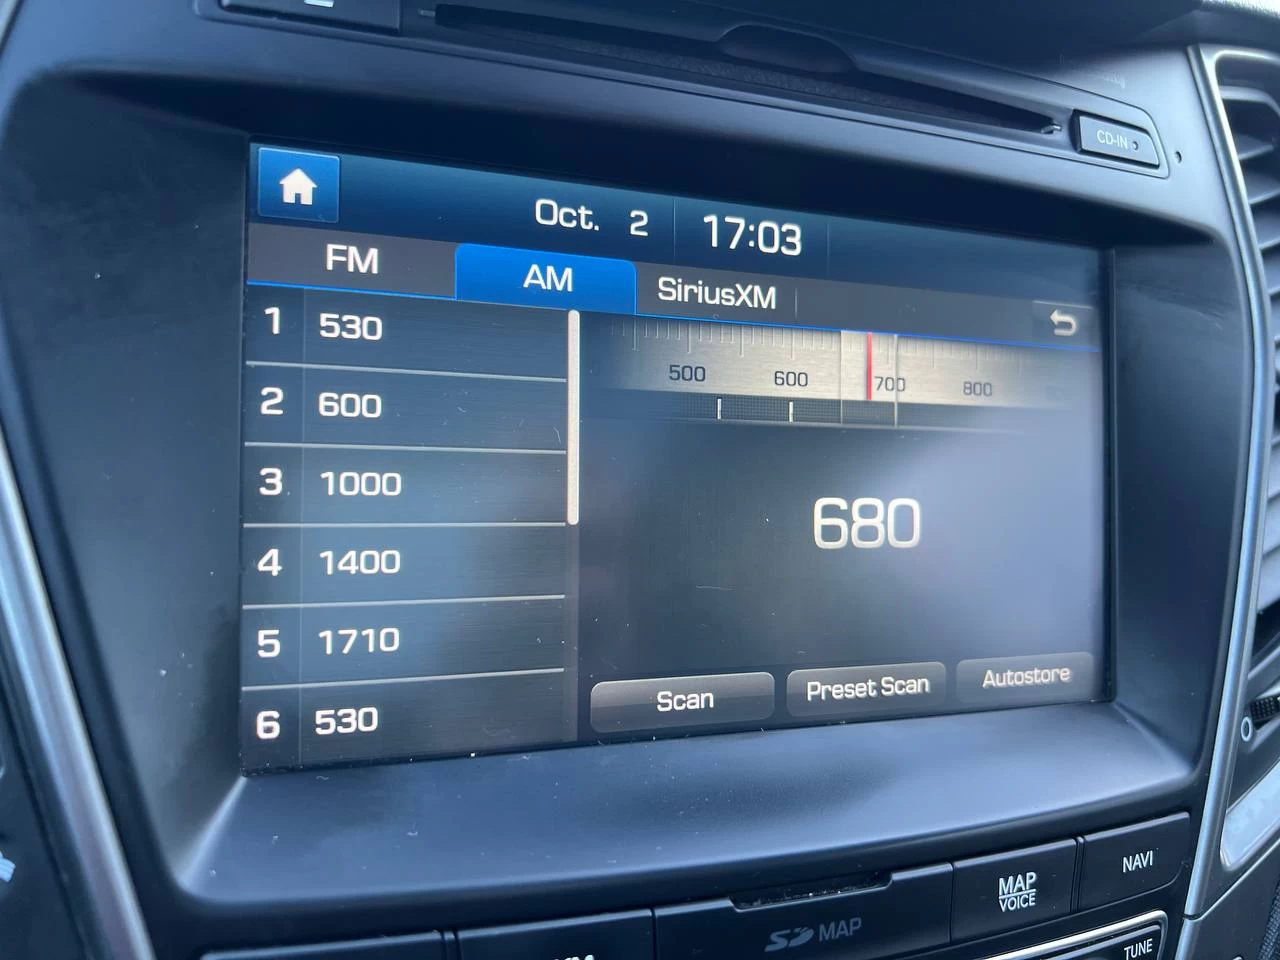 CD-IN
Oct. 2 17:03
FM AM SiriusXM
1 530
2 600
3 1000
4 1400
5 1710
6 530
500 600 700 800
680
Scan Preset Scan Autostore
MAP VOICE
NAVI
SD MAP
TUNE